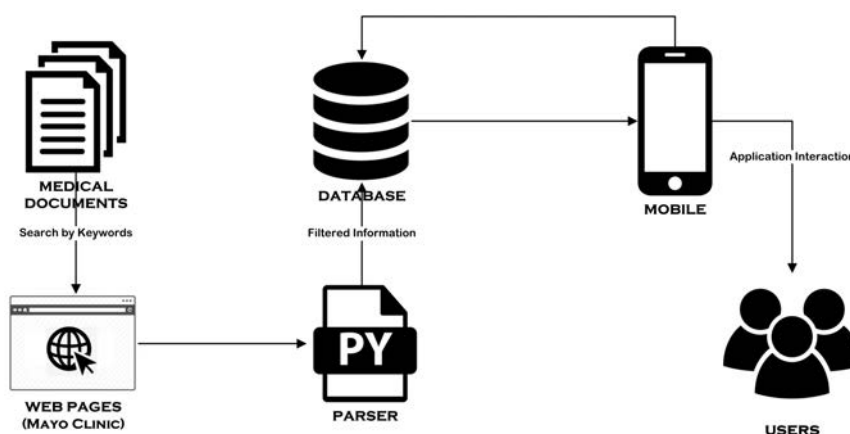 MEDICAL
DOCUMENTS
Search by Keywords
DATABASE
Filtered Information
MOBILE
Application Interaction
WEB PAGES
(MAYO CLINIC)
PY
PARSER
USERS